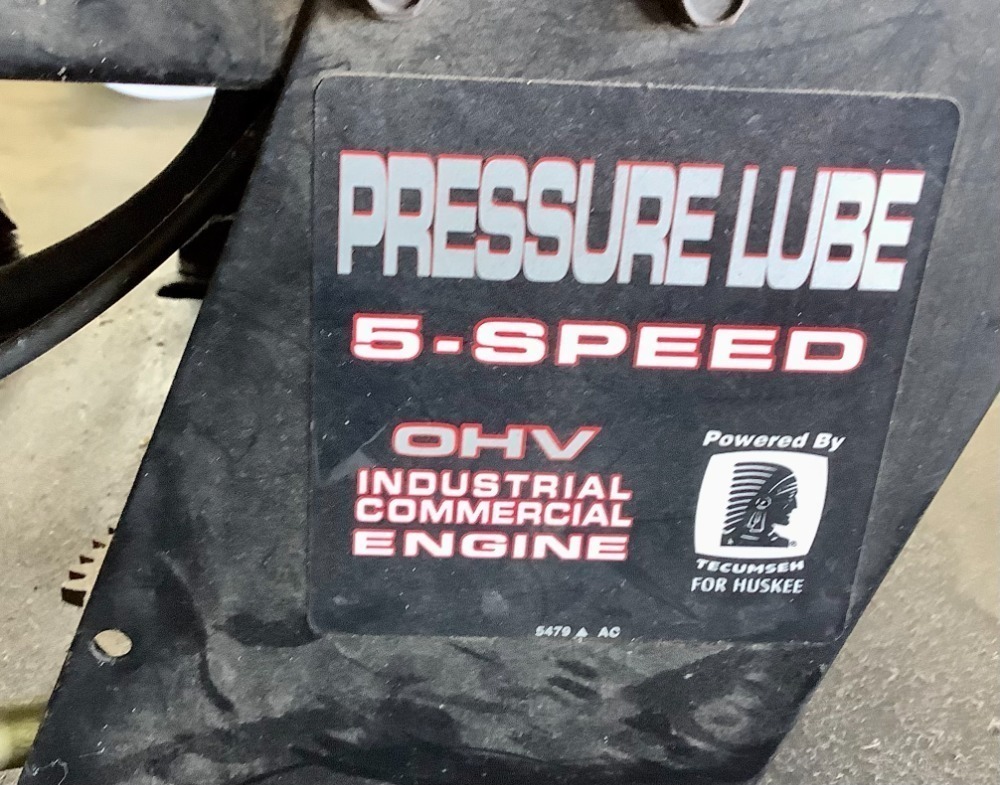 PRESSURE LUBE
5-SPEED
OHV
INDUSTRIAL
COMMERCIAL
ENGINE
Powered By
TECUMSEH
FOR HUSKEE
5479 ▲ AC